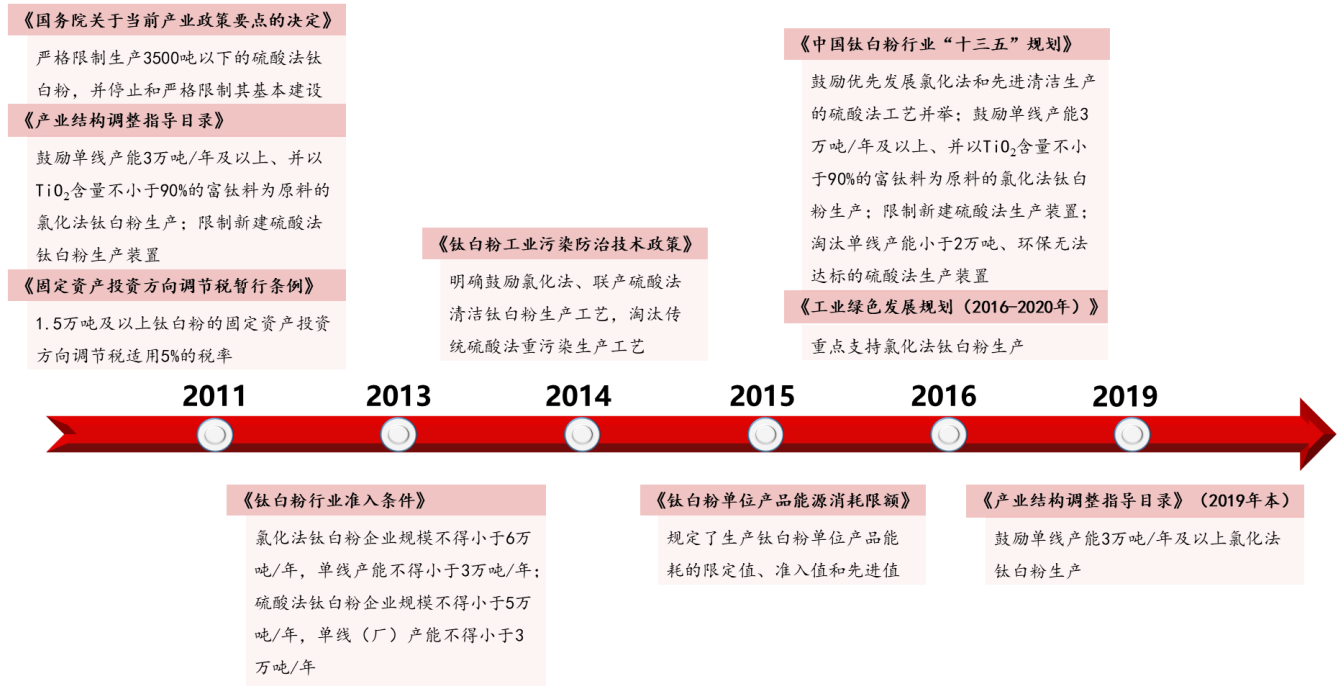 《国务院关于当前产业政策要点的决定》
严格限制生产3500吨以下的硫酸法钛
白粉，并停止和严格限制其基本建设
《产业结构调整指导目录》
鼓励单线产能3万吨/年及以上、并以
TiO₂含量不小于90%的富钛料为原料的
氯化法钛白粉生产；限制新建硫酸法
钛白粉生产装置
《固定资产投资方向调节税暂行条例》
1.5万吨及以上钛白粉的固定资产投资
方向调节税适用5%的税率
《钛白粉工业污染防治技术政策》
明确鼓励氯化法、联产硫酸法
清洁钛白粉生产工艺，淘汰传
统硫酸法重污染生产工艺
《中国钛白粉行业“十三五”规划》
鼓励优先发展氯化法和先进清洁生产
的硫酸法工艺并举；鼓励单线产能3
万吨/年及以上、并以TiO₂含量不小
于90%的富钛料为原料的氯化法钛白
粉生产；限制新建硫酸法生产装置；
淘汰单线产能小于2万吨、环保无法
达标的硫酸法生产装置
《工业绿色发展规划（2016-2020年）》
重点支持氯化法钛白粉生产
2011
2013
2014
2015
2016
2019
《钛白粉行业准入条件》
氯化法钛白粉企业规模不得小于6万
吨/年，单线产能不得小于3万吨/年；
硫酸法钛白粉企业规模不得小于5万
吨/年，单线（厂）产能不得小于3
万吨/年
《钛白粉单位产品能源消耗限额》
规定了生产钛白粉单位产品能
耗的限定值、准入值和先进值
《产业结构调整指导目录》（2019年本）
鼓励单线产能3万吨/年及以上氯化法
钛白粉生产